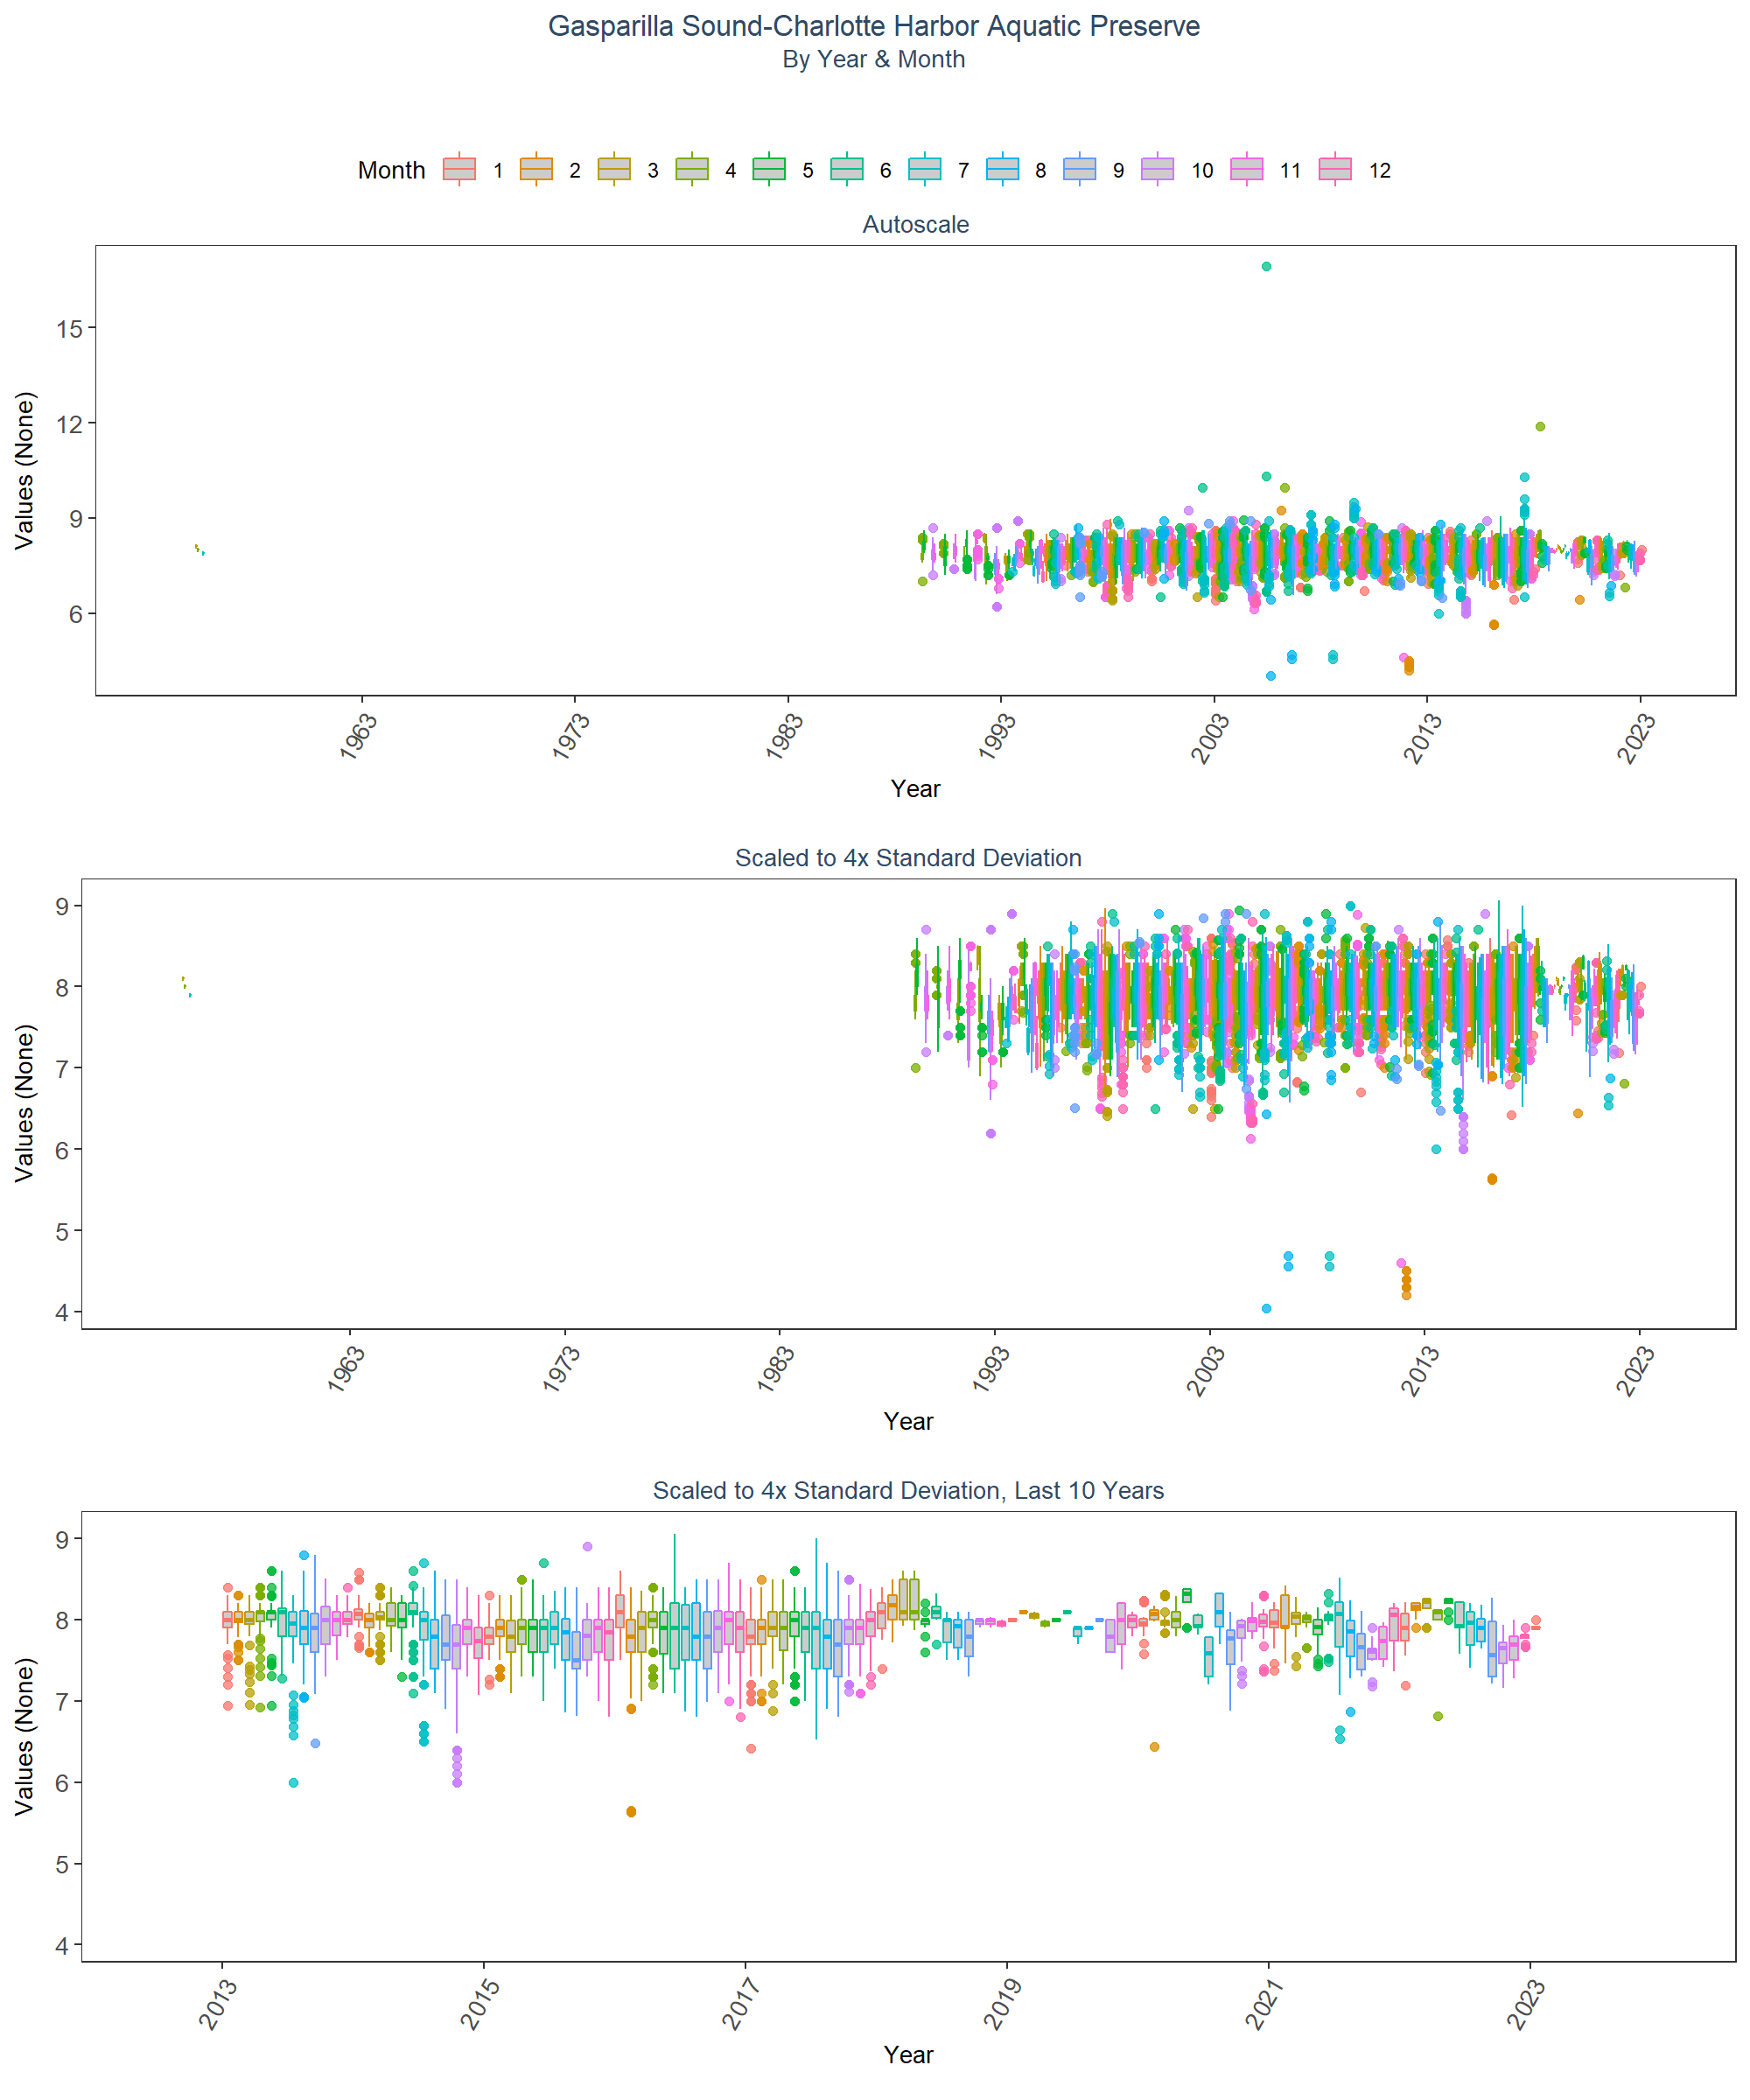 Gasparilla Sound-Charlotte Harbor Aquatic Preserve
By Year & Month
Month 1 2 3 4 5 6 7 8 9 10 11 12
Autoscale
Values (None)
15
12
9
6
1963 1973 1983 1993 2003 2013 2023
Year
Scaled to 4x Standard Deviation
Values (None)
9
8
7
6
5
4
1963 1973 1983 1993 2003 2013 2023
Year
Scaled to 4x Standard Deviation, Last 10 Years
Values (None)
9
8
7
6
5
4
2013 2015 2017 2019 2021 2023
Year